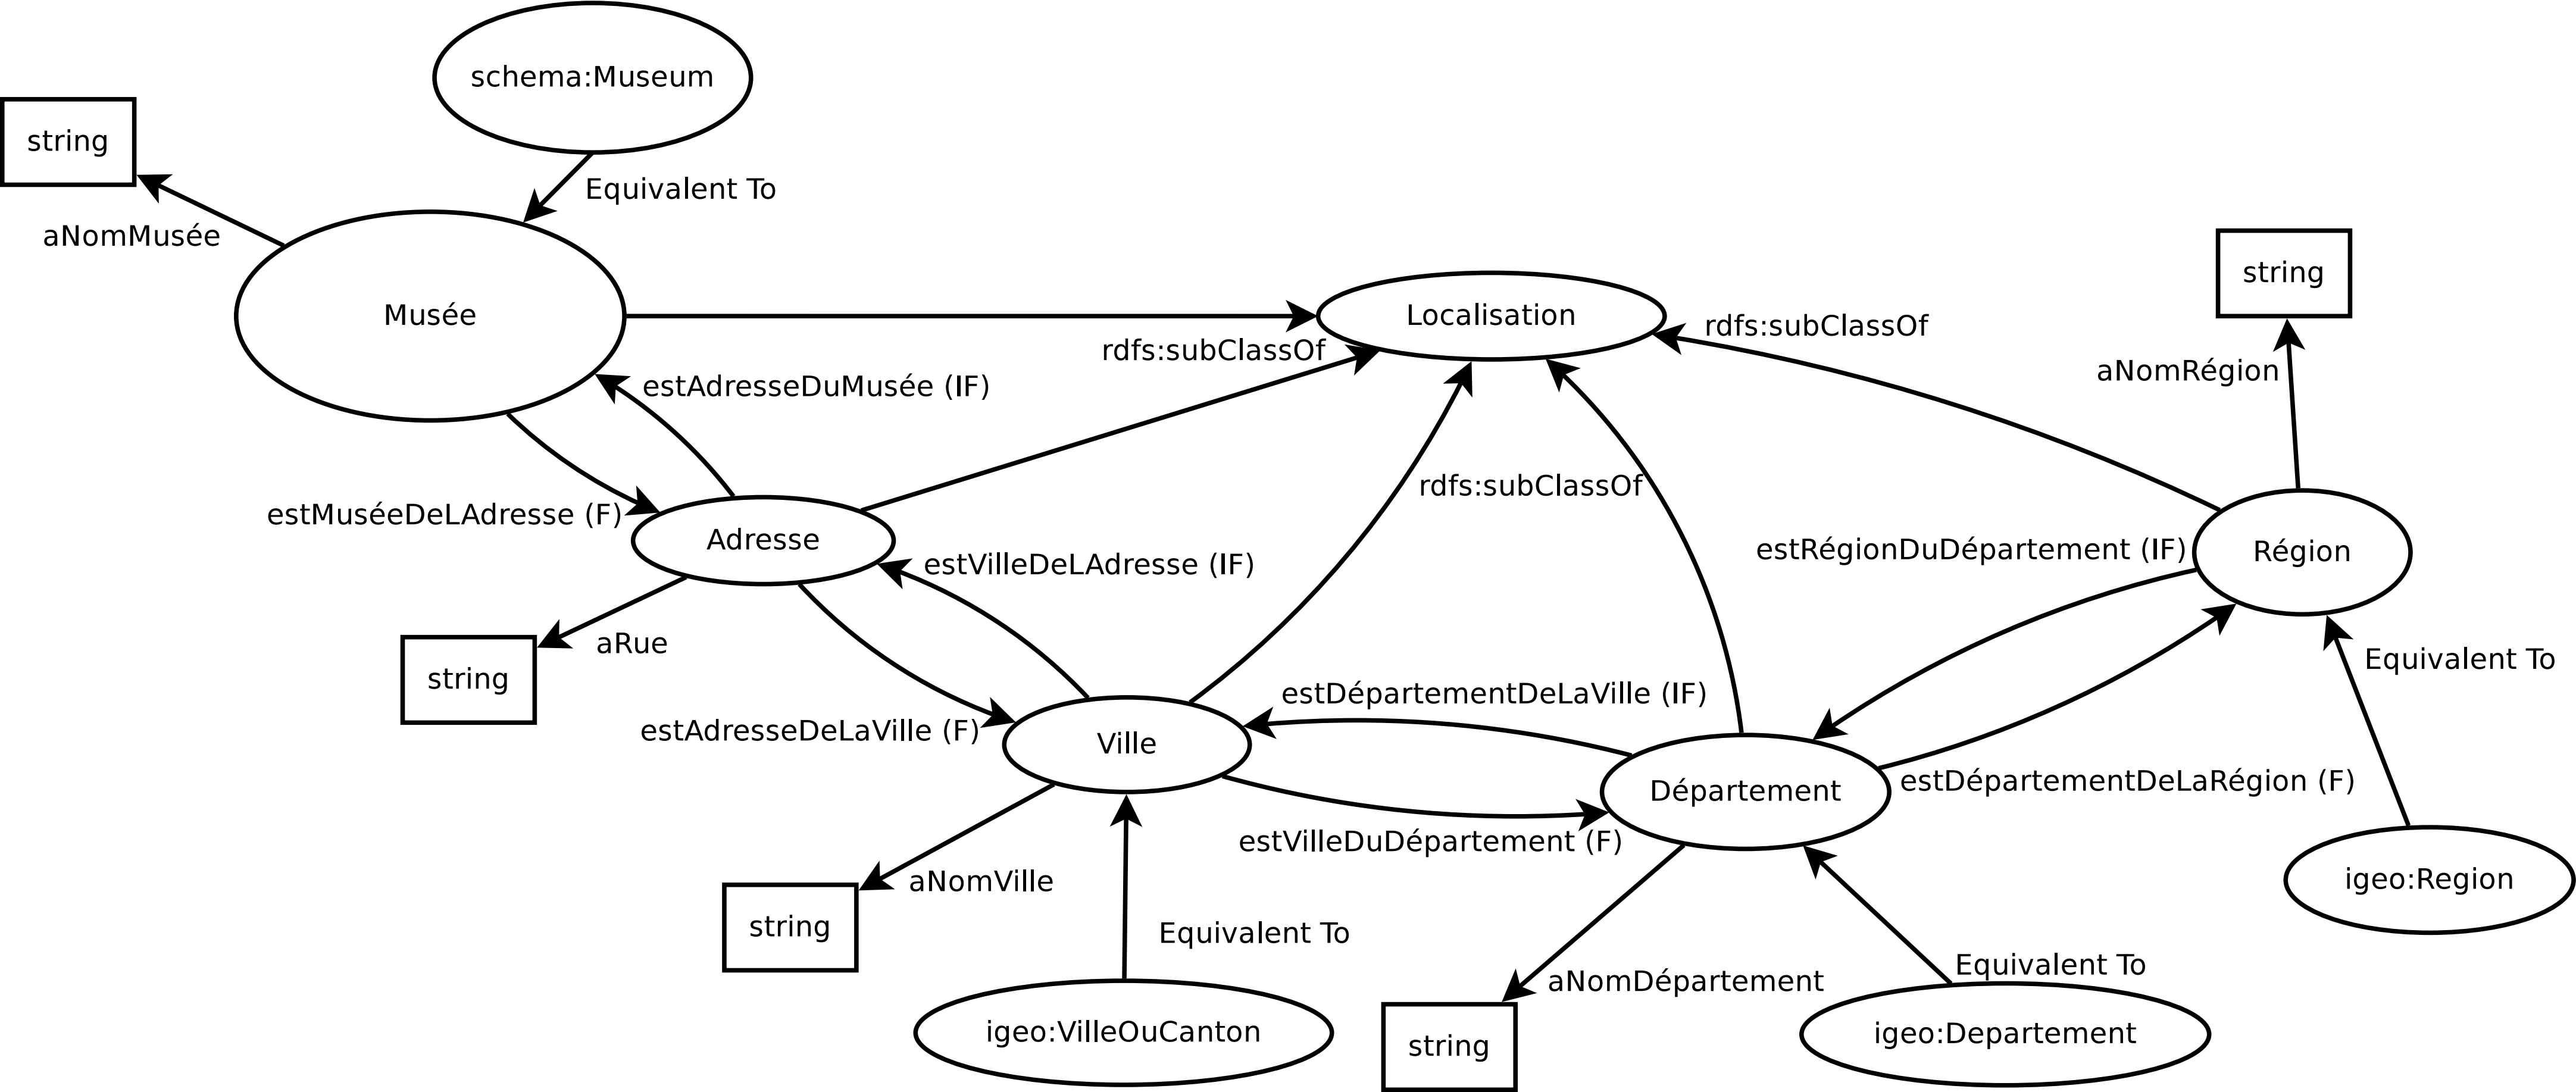 schema:Museum
string
Equivalent To
aNomMusée
Musée
Localisation
string
rdfs:subClassOf
rdfs:subClassOf
aNomRégion
estAdresseDuMusée (IF)
rdfs:subClassOf
estMuséeDeLAdresse (F)
Adresse
estVilleDeLAdresse (IF)
estRégionDuDépartement (IF)
Région
aRue
string
Equivalent To
estDépartementDeLaVille (IF)
estAdresseDeLaVille (F)
Ville
Département
estDépartementDeLaRégion (F)
estVilleDuDépartement (F)
aNomVille
igeo:Region
string
Equivalent To
Equivalent To
aNomDépartement
igeo:VilleOuCanton
igeo:Departement
string